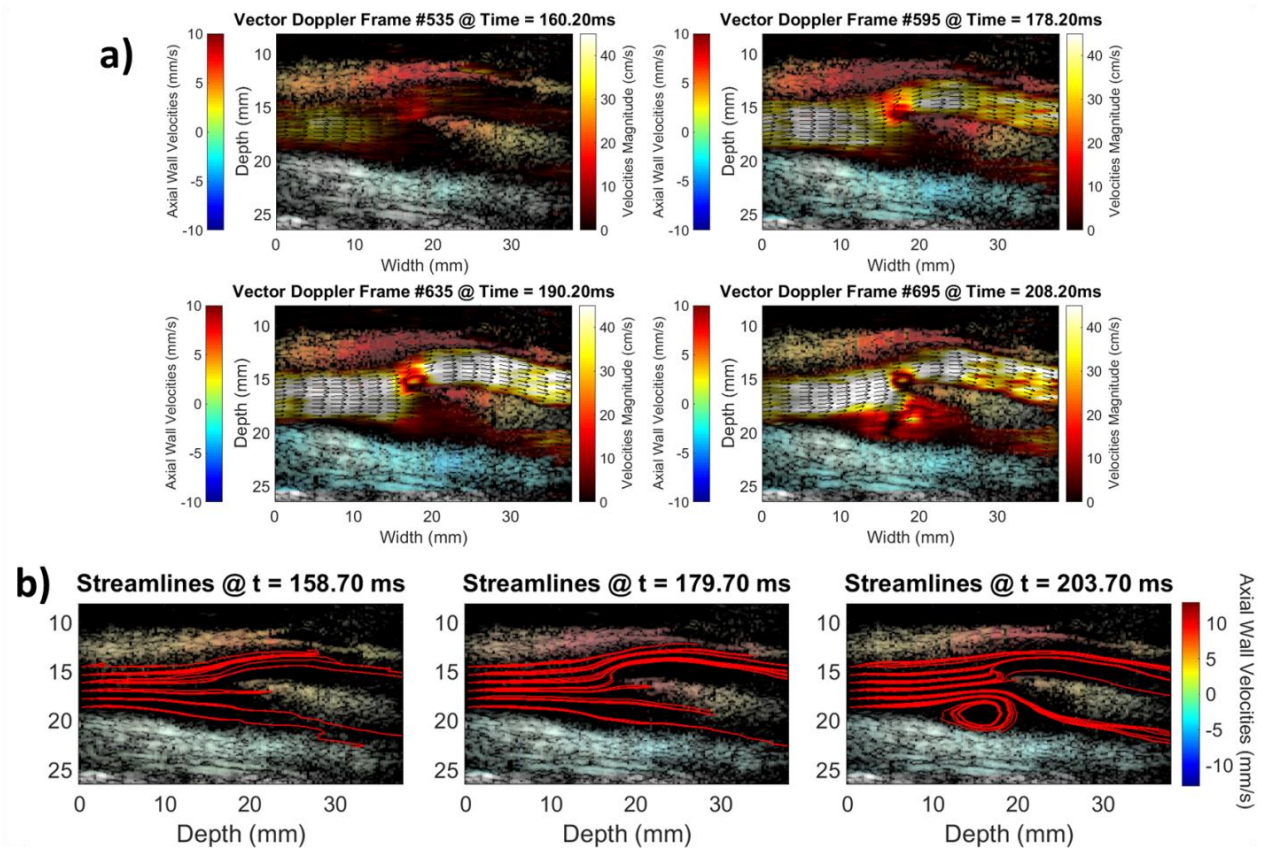 a)
Vector Doppler Frame #535 @ Time = 160.20ms
Axial Wall Velocities (mm/s)
10
5
0
-5
-10
Depth (mm)
10
15
20
25
0 10 20 30
Width (mm)
40
30
20
10
0
Velocities Magnitude (cm/s)
Vector Doppler Frame #595 @ Time = 178.20ms
Axial Wall Velocities (mm/s)
10
5
0
-5
-10
Depth (mm)
10
15
20
25
0 10 20 30
Width (mm)
40
30
20
10
0
Velocities Magnitude (cm/s)
Vector Doppler Frame #635 @ Time = 190.20ms
Axial Wall Velocities (mm/s)
10
5
0
-5
-10
Depth (mm)
10
15
20
25
0 10 20 30
Width (mm)
40
30
20
10
0
Velocities Magnitude (cm/s)
Vector Doppler Frame #695 @ Time = 208.20ms
Axial Wall Velocities (mm/s)
10
5
0
-5
-10
Depth (mm)
10
15
20
25
0 10 20 30
Width (mm)
40
30
20
10
0
Velocities Magnitude (cm/s)
b)
Streamlines @ t = 158.70 ms
10
15
20
25
0 10 20 30
Depth (mm)
Streamlines @ t = 179.70 ms
10
15
20
25
0 10 20 30
Depth (mm)
Streamlines @ t = 203.70 ms
10
15
20
25
0 10 20 30
Depth (mm)
10
5
0
-5
-10
Axial Wall Velocities (mm/s)